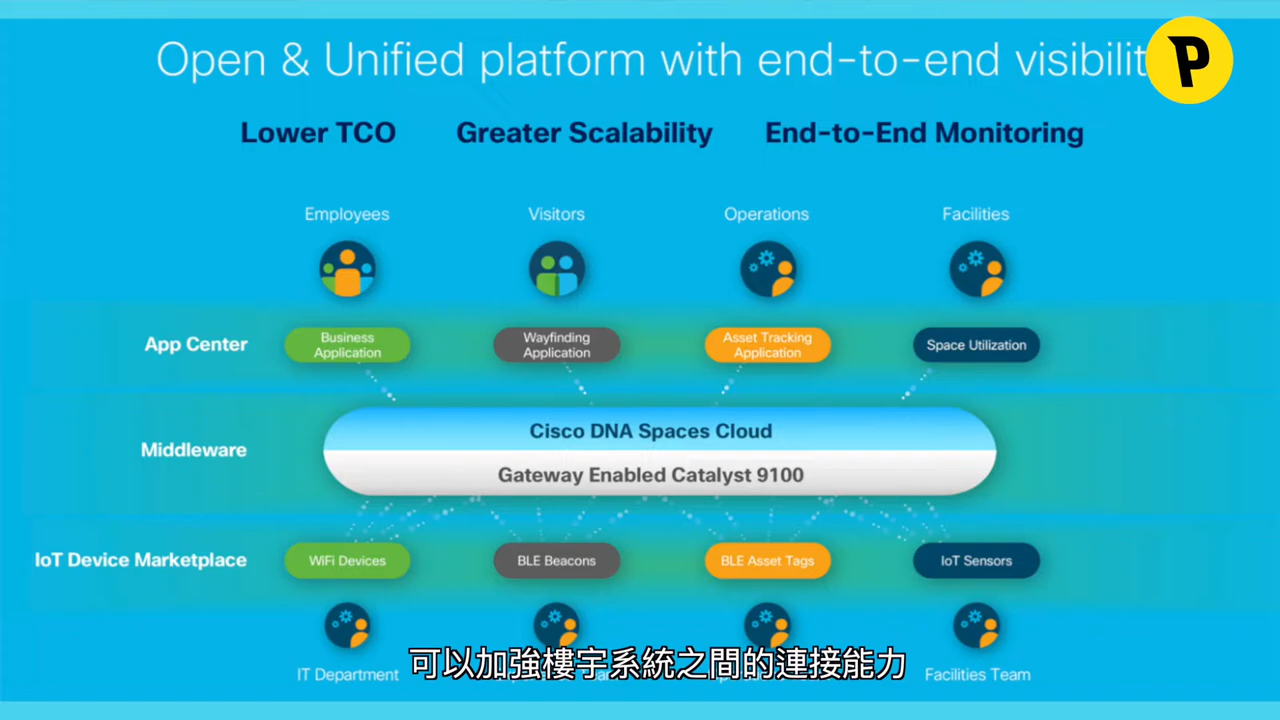 Open & Unified platform with end-to-end visibilit
P
Lower TCO
Greater Scalability
End-to-End Monitoring
Employees
Visitors
Operations
Facilities
App Center
Business
Application
Wayfinding
Application
Asset Tracking
Application
Space Utilization
Middleware
Cisco DNA Spaces Cloud
Gateway Enabled Catalyst 9100
IoT Device Marketplace
WiFi Devices
BLE Beacons
BLE Asset Tags
IoT Sensors
IT Department
Facilities Team
可以加強樓宇系統之間的連接能力